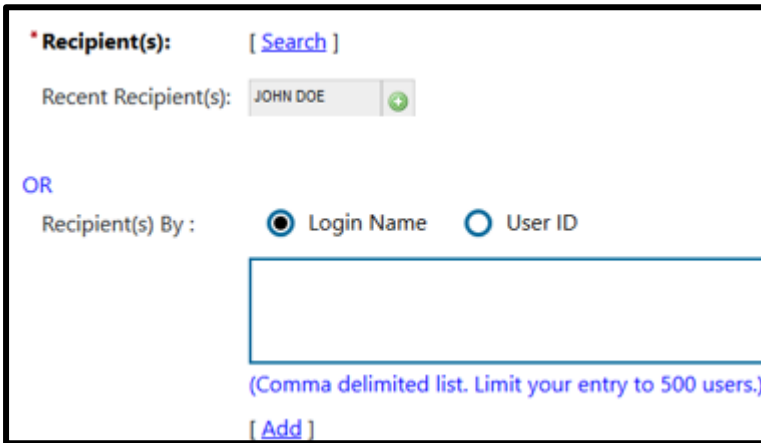 *Recipient(s): [ Search ]
Recent Recipient(s): JOHN DOE
OR
Recipient(s) By : Login Name User ID
(Comma delimited list. Limit your entry to 500 users.)
[ Add ]